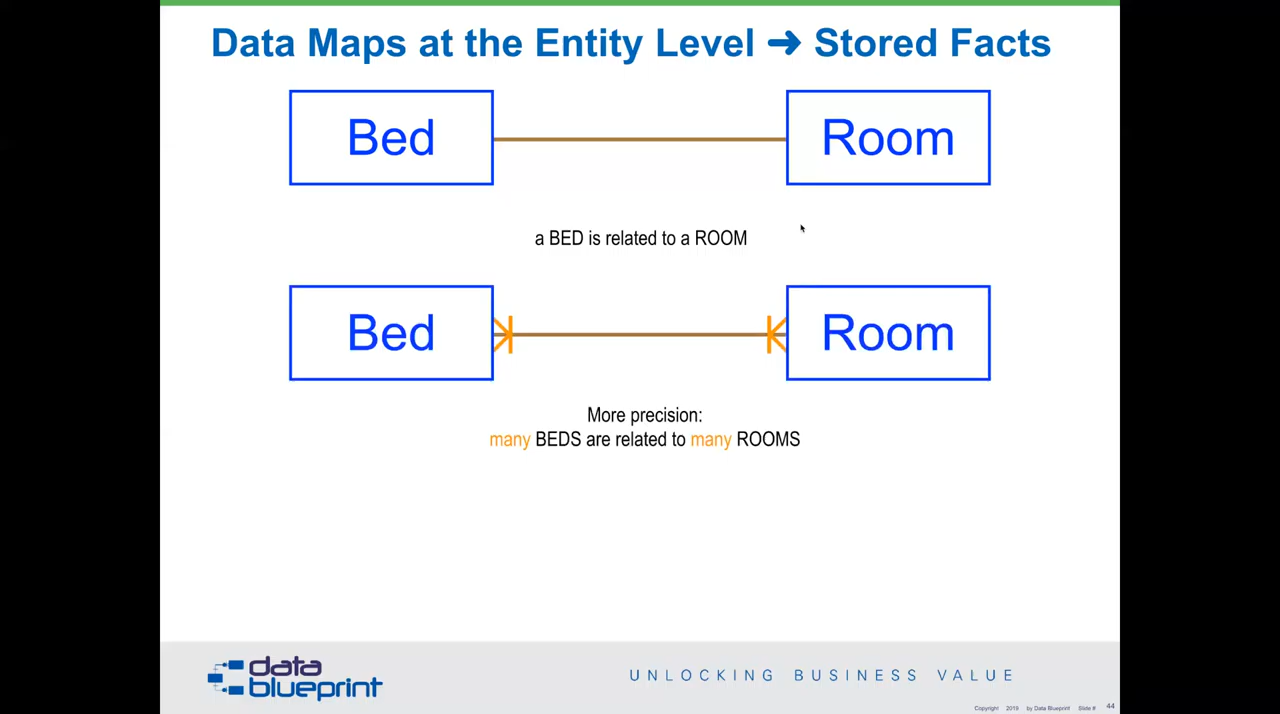 Data Maps at the Entity Level ➜ Stored Facts
Bed
Room
a BED is related to a ROOM
Bed
Room
More precision:
many BEDS are related to many ROOMS
data
blueprint
UNLOCKING BUSINESS VALUE
Copyright 2019 by Data Blueprint Slide # 44